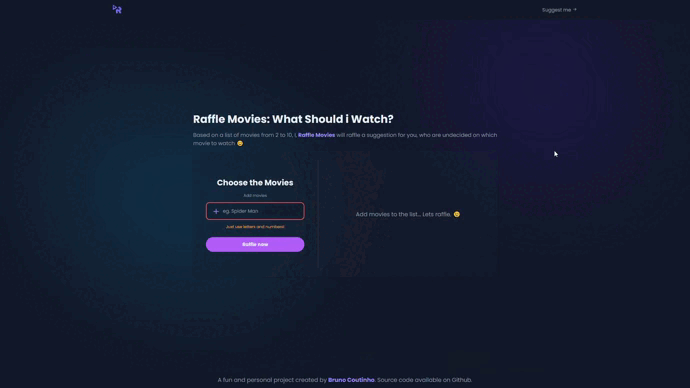 Suggest me
Raffle Movies: What Should i Watch?
Based on a list of movies from 2 to 10, I, Raffle Movies will raffle a suggestion for you, who are undecided on which
movie to watch
Choose the Movies
Add movies
eg. Spider Man
Just use letters and numbers!
Raffle now
Add movies to the list... Lets raffle.
A fun and personal project created by Bruno Coutinho. Source code available on Github.